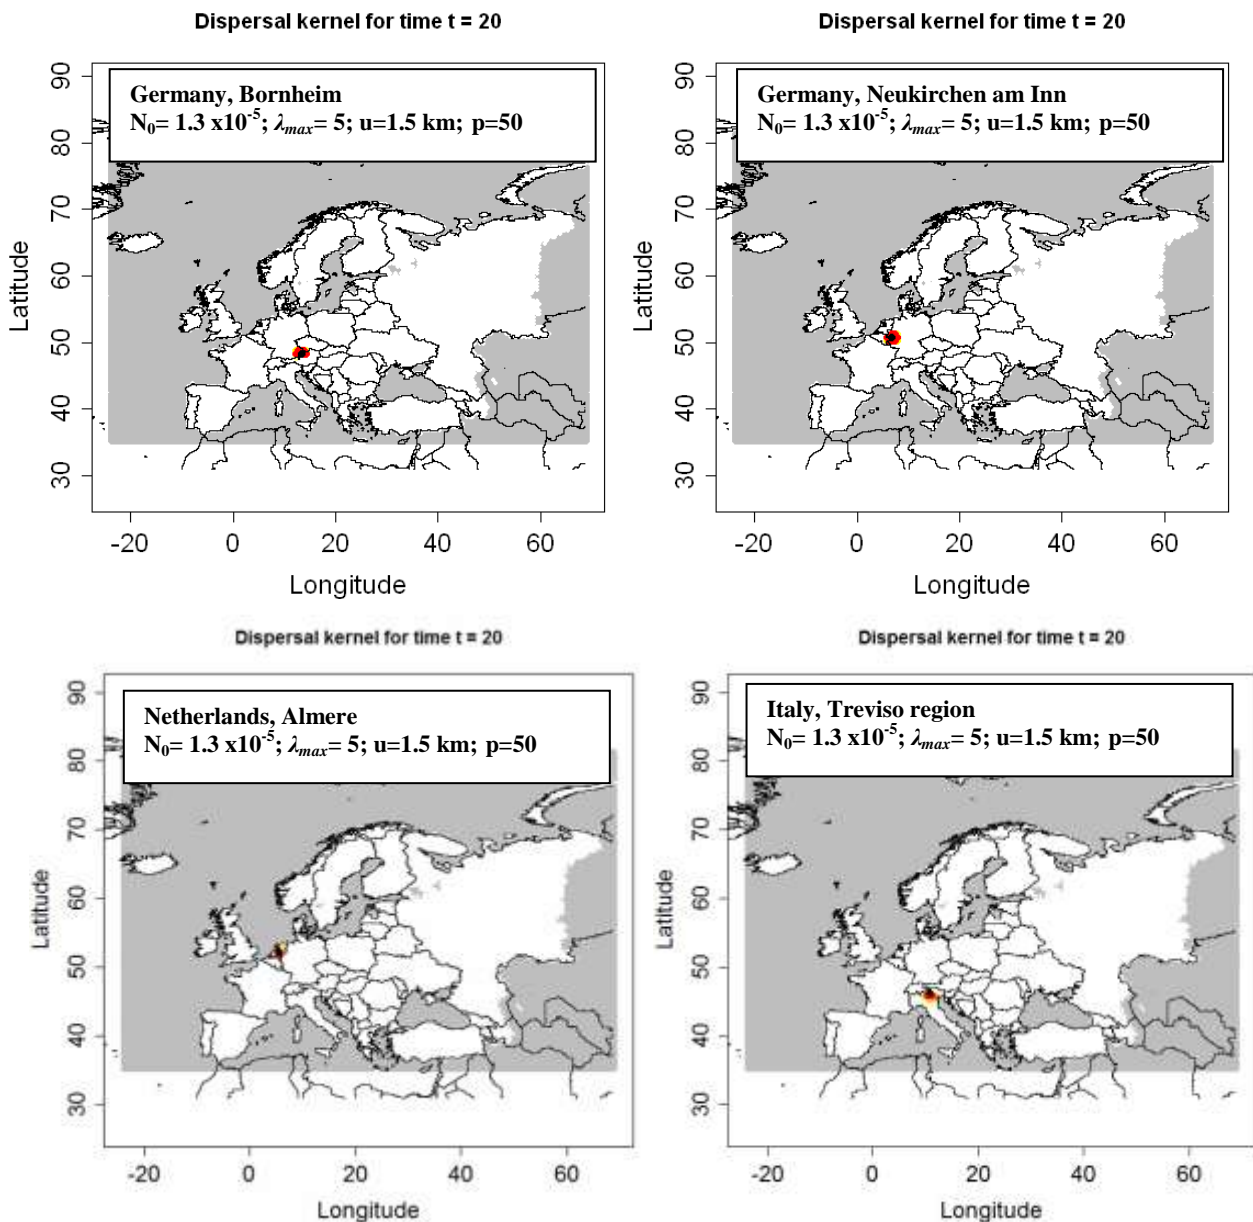 Dispersal kernel for time t = 20
Germany, Bornheim
N₀= 1.3 x10⁻⁵; λmax= 5; u=1.5 km; p=50
90
80
70
60
50
40
30
Latitude
-20 0 20 40 60
Longitude
Dispersal kernel for time t = 20
Germany, Neukirchen am Inn
N₀= 1.3 x10⁻⁵; λmax= 5; u=1.5 km; p=50
90
80
70
60
50
40
30
Latitude
-20 0 20 40 60
Longitude
Dispersal kernel for time t = 20
Netherlands, Almere
N₀= 1.3 x10⁻⁵; λmax= 5; u=1.5 km; p=50
90
80
70
60
50
40
30
Latitude
-20 0 20 40 60
Longitude
Dispersal kernel for time t = 20
Italy, Treviso region
N₀= 1.3 x10⁻⁵; λmax= 5; u=1.5 km; p=50
90
80
70
60
50
40
30
Latitude
-20 0 20 40 60
Longitude